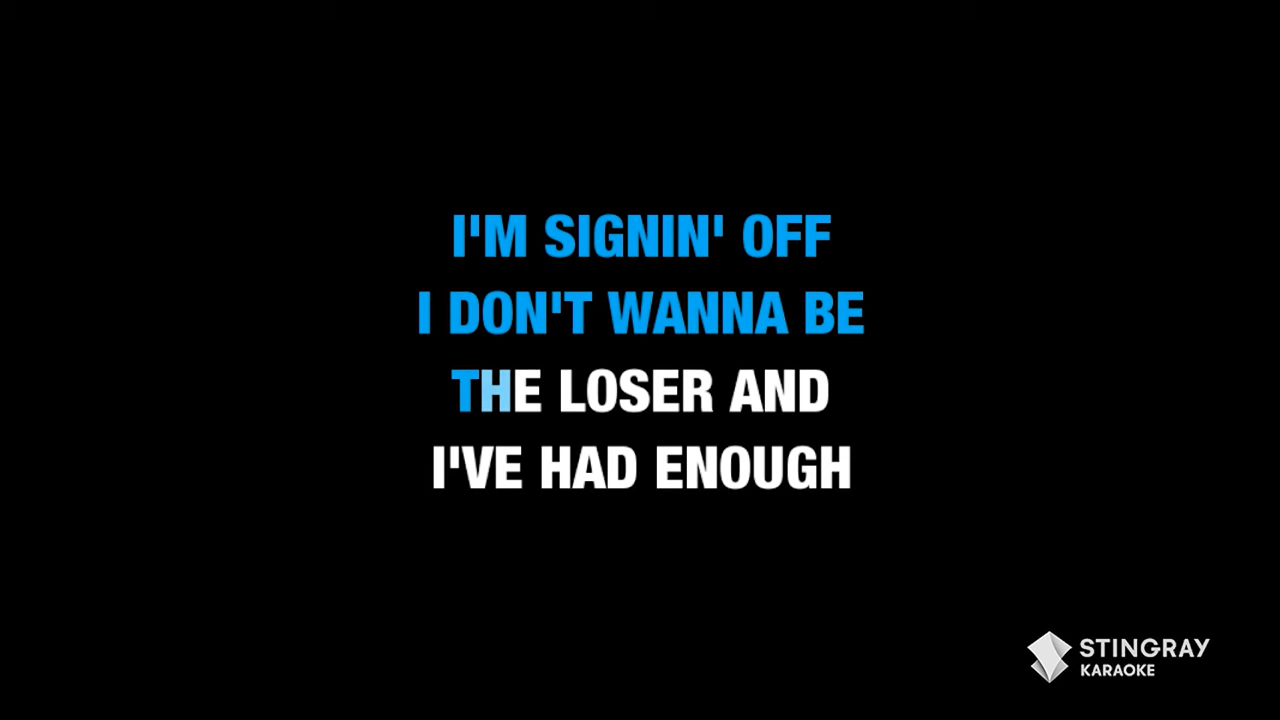 I'M SIGNIN' OFF
I DON'T WANNA BE
THE LOSER AND
I'VE HAD ENOUGH
STINGRAY
KARAOKE